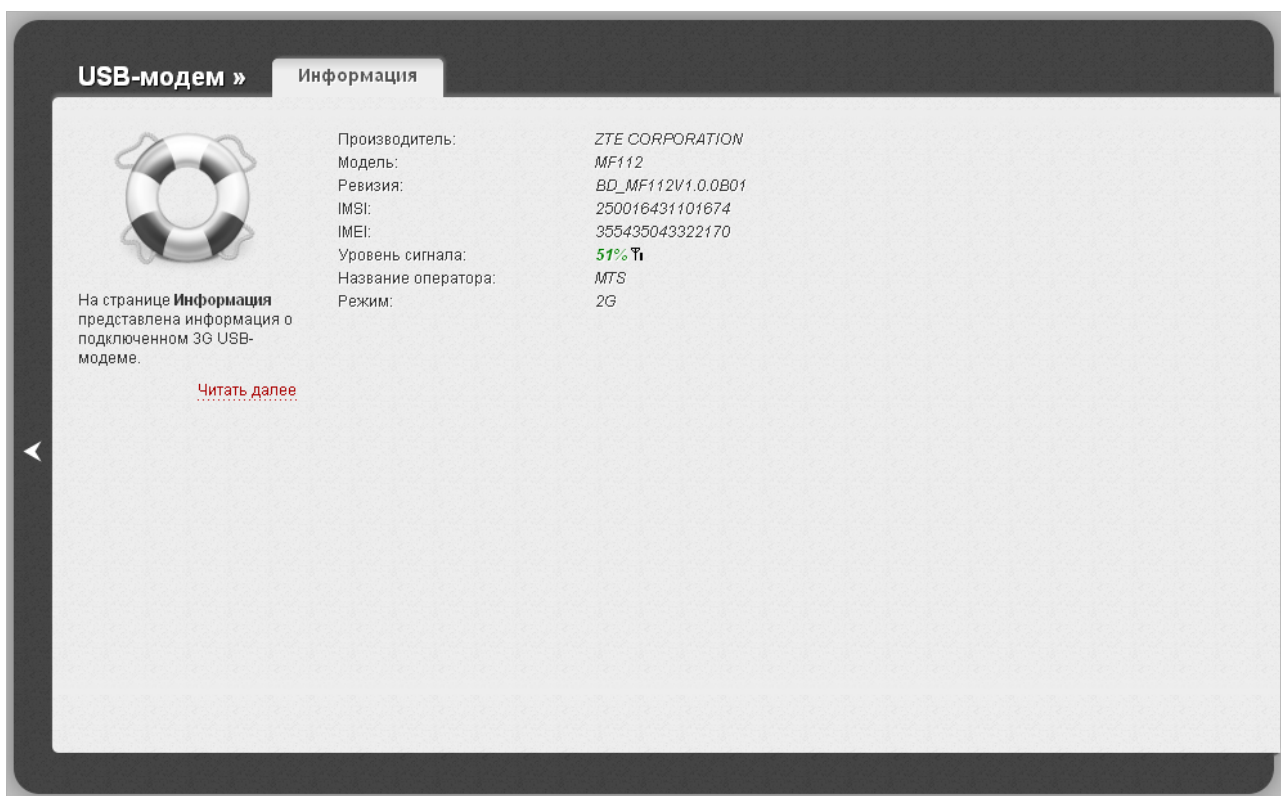 USB-модем »
Информация
Производитель: ZTE CORPORATION
Модель: MF112
Ревизия: BD_MF112V1.0.0B01
IMSI: 250016431101674
IMEI: 355435043322170
Уровень сигнала: 51%
Название оператора: MTS
Режим: 2G
На странице Информация
представлена информация о
подключенном 3G USB-
модеме.
Читать далее